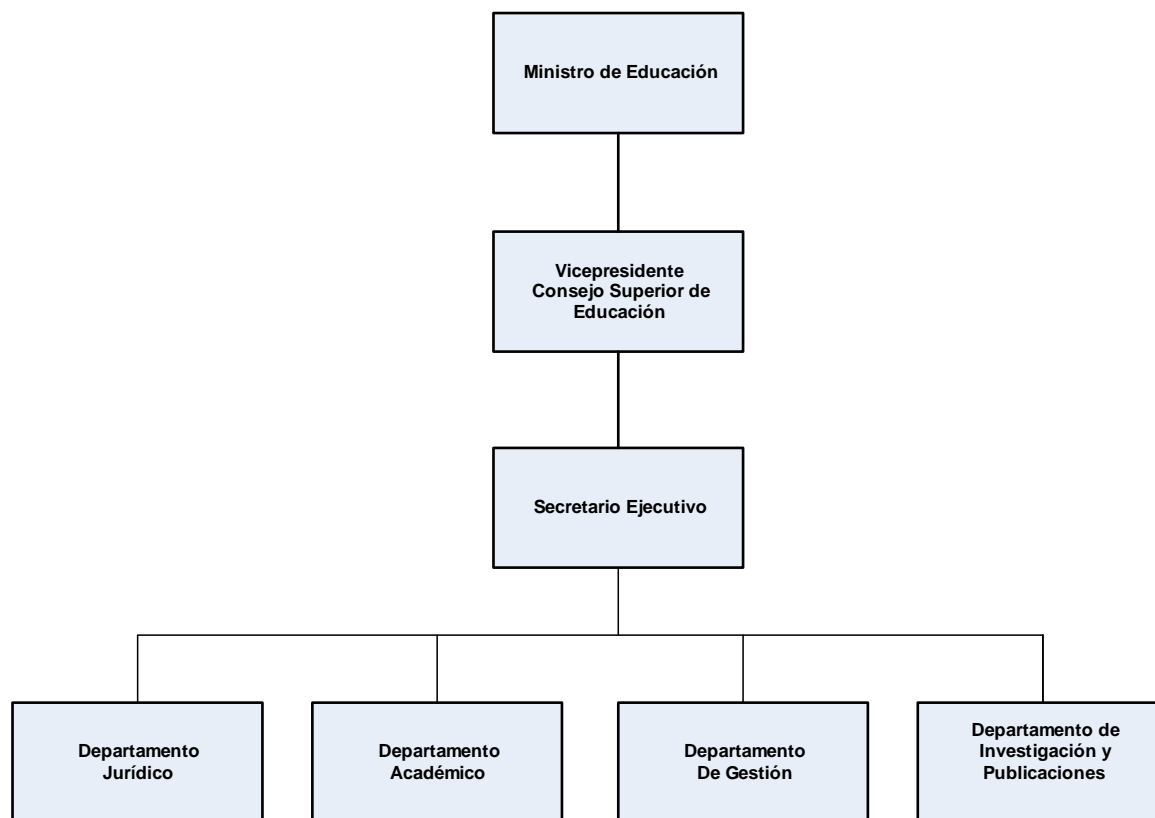 Ministro de Educación
Vicepresidente
Consejo Superior de
Educación
Secretario Ejecutivo
Departamento
Jurídico
Departamento
Académico
Departamento
De Gestión
Departamento de
Investigación y
Publicaciones